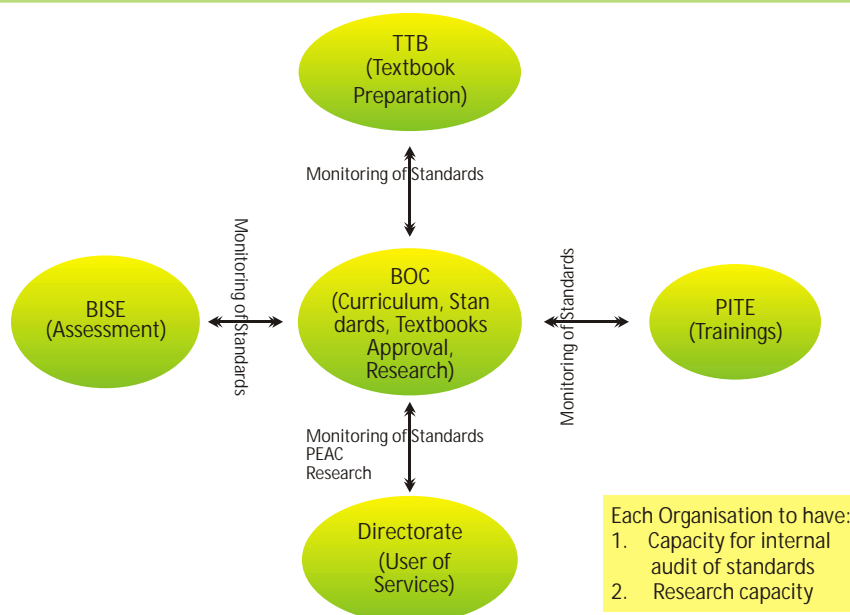 TTB
(Textbook
Preparation)
Monitoring of Standards
Monitoring of Standards
BISE
(Assessment)
BOC
(Curriculum, Stan
dards, Textbooks
Approval,
Research)
Monitoring of Standards
PITE
(Trainings)
Monitoring of Standards
PEAC
Research
Directorate
(User of
Services)
Each Organisation to have:
1. Capacity for internal
audit of standards
2. Research capacity